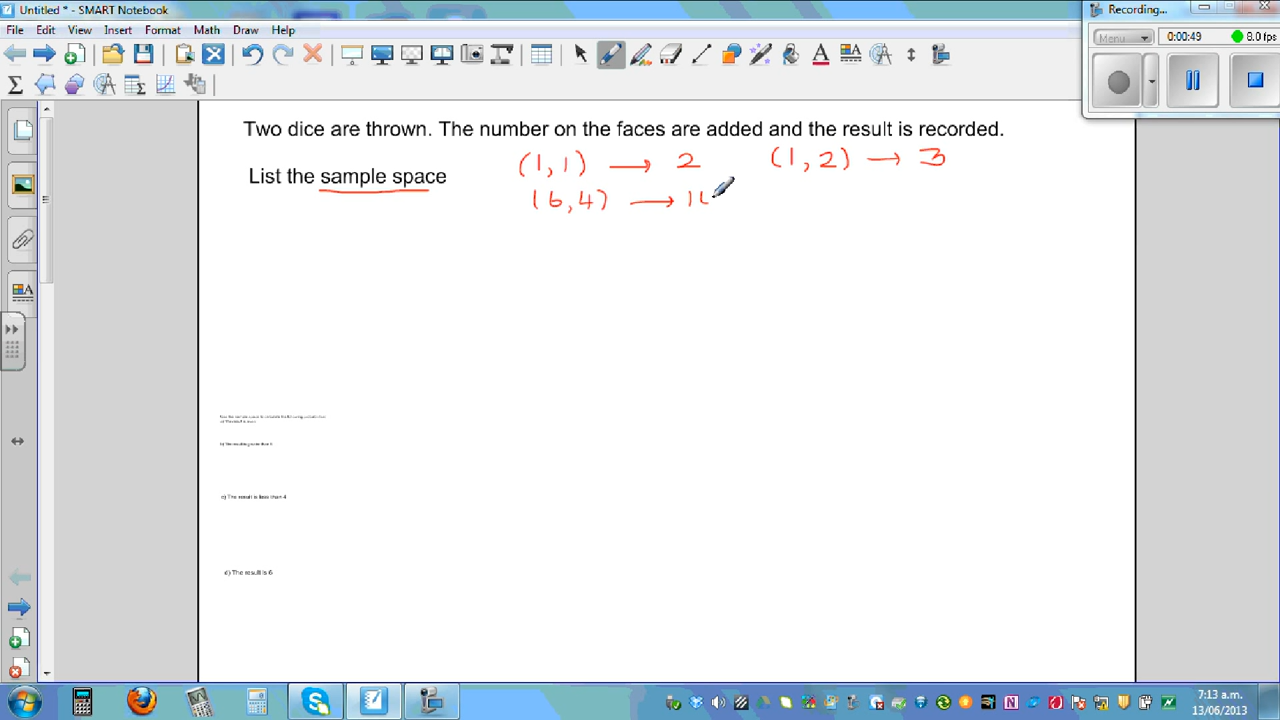 Untitled * - SMART Notebook
Recording...
File Edit View Insert Format Math Draw Help
Menu
0:00:49
8.0 fps
Two dice are thrown. The number on the faces are added and the result is recorded.
(1,1) → 2 (1,2) → 3
List the sample space
(6,4) →
c) The result is less than 4
d) The result is 6
7:13 a.m.
13/06/2013